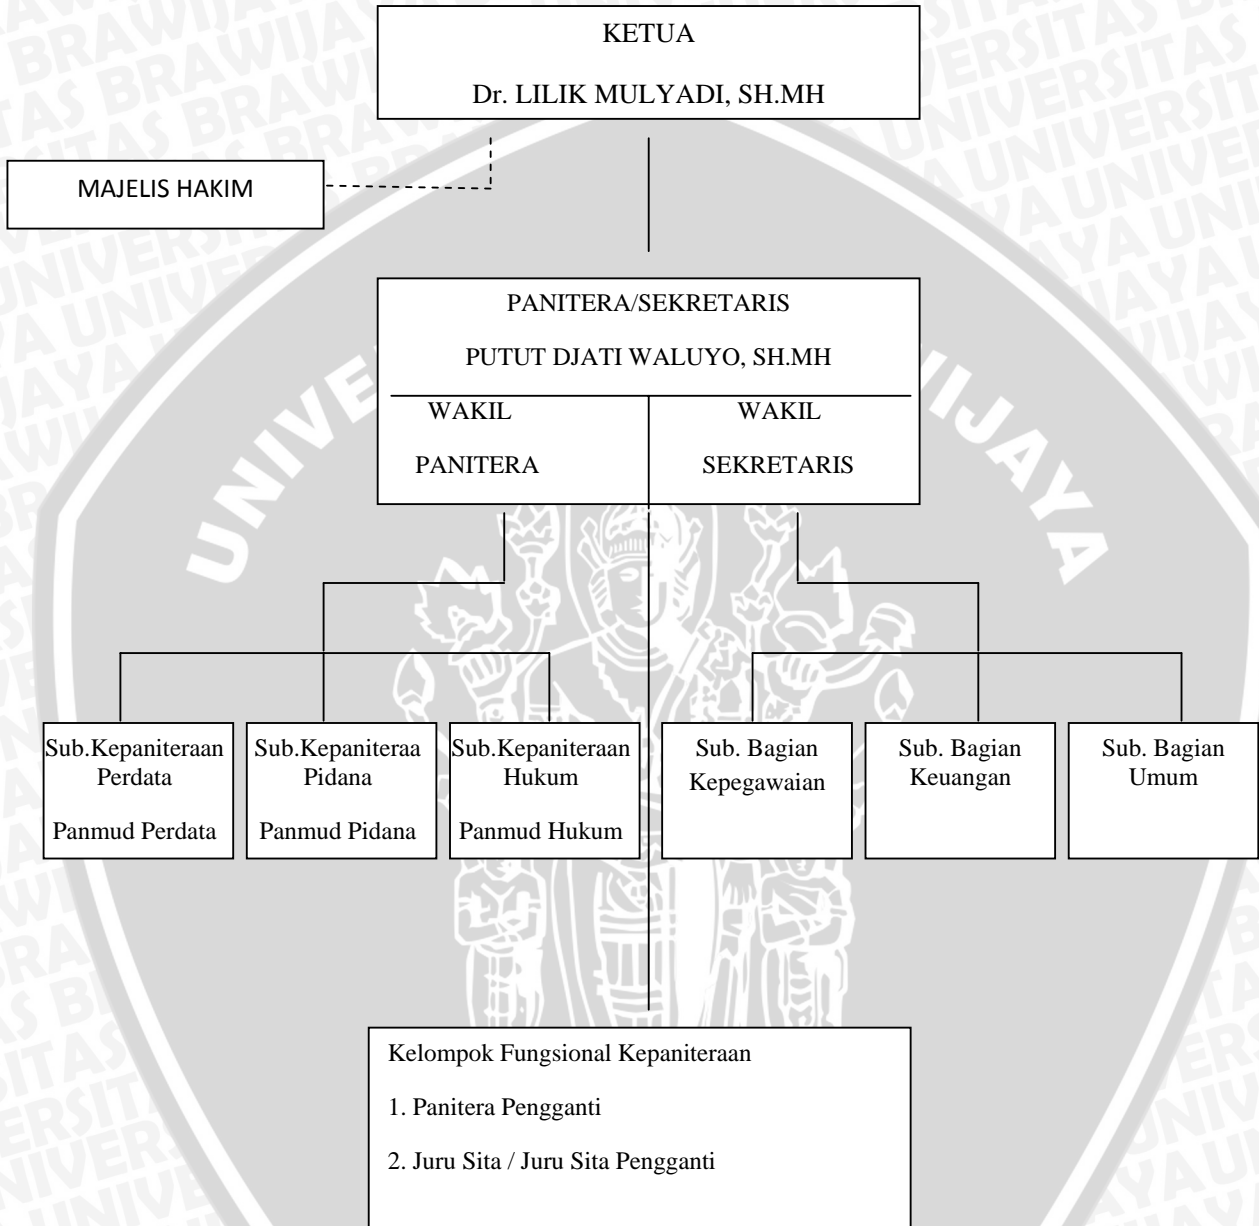 KETUA
Dr. LILIK MULYADI, SH.MH
MAJELIS HAKIM
PANITERA/SEKRETARIS
PUTUT DJATI WALUYO, SH.MH
WAKIL
PANITERA
WAKIL
SEKRETARIS
Sub.Kepaniteraan
Perdata
Panmud Perdata
Sub.Kepaniteraa
Pidana
Panmud Pidana
Sub.Kepaniteraan
Hukum
Panmud Hukum
Sub. Bagian
Kepegawaian
Sub. Bagian
Keuangan
Sub. Bagian
Umum
Kelompok Fungsional Kepaniteraan
1. Panitera Pengganti
2. Juru Sita / Juru Sita Pengganti